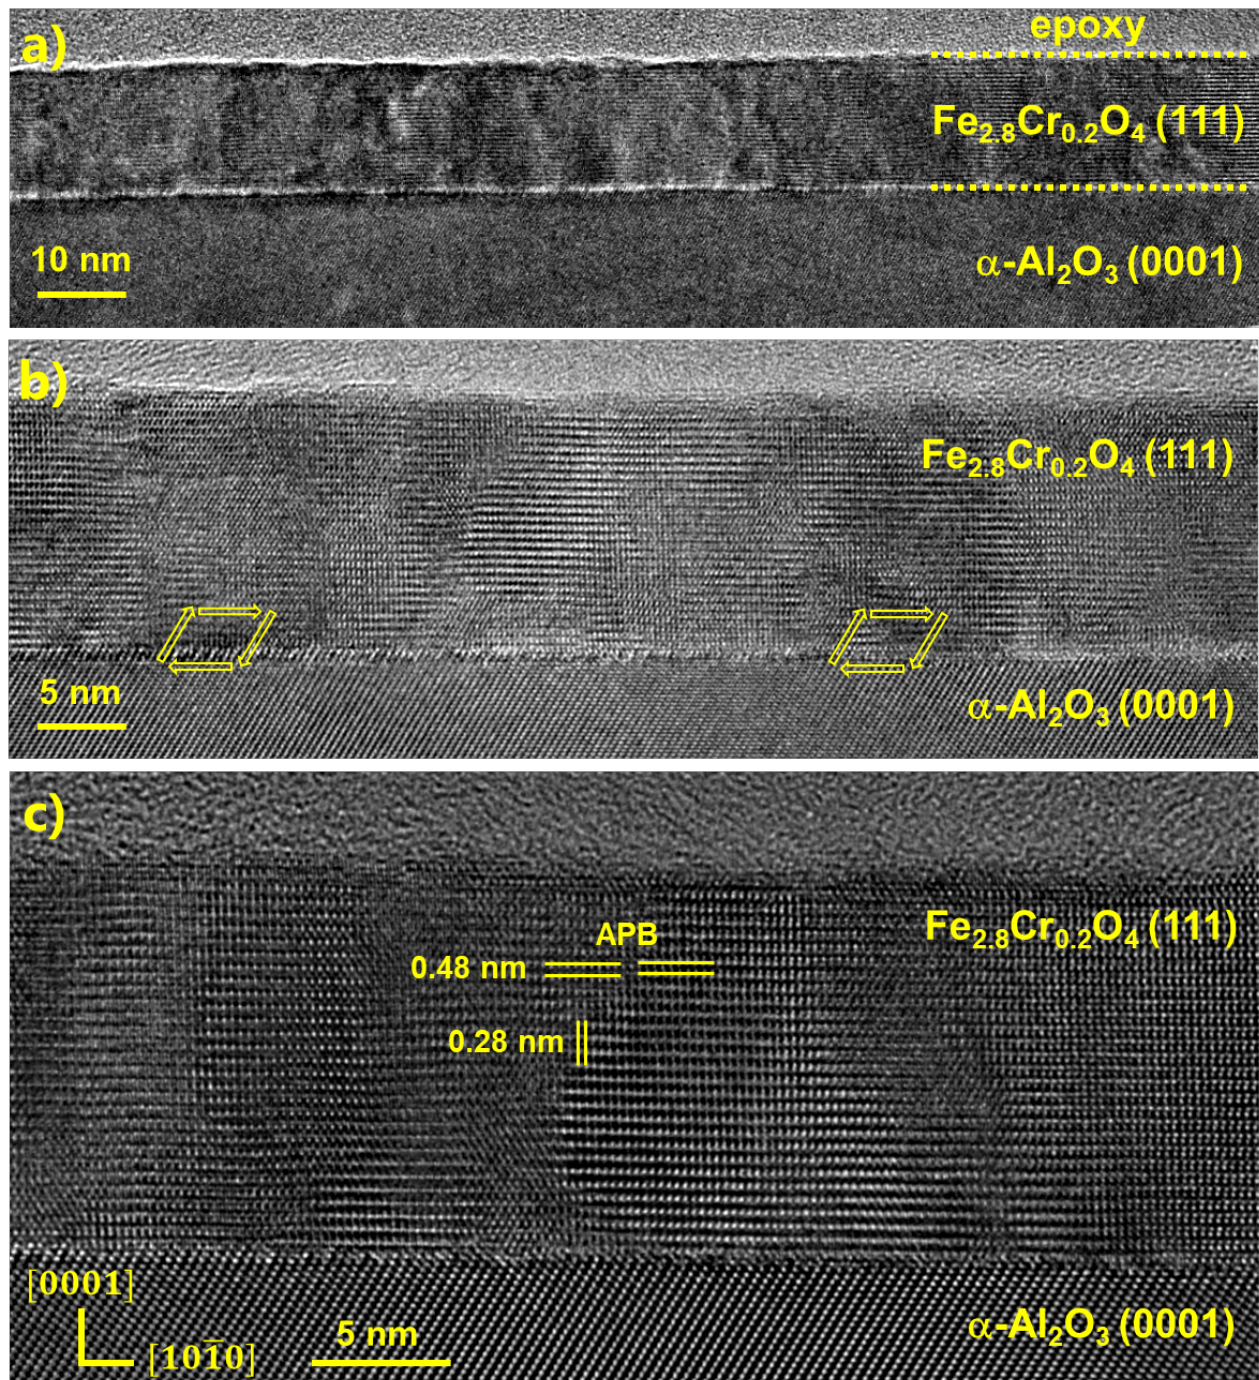 a)
epoxy
Fe₂.₈Cr₀.₂O₄ (111)
10 nm
α-Al₂O₃ (0001)
b)
Fe₂.₈Cr₀.₂O₄ (111)
5 nm
α-Al₂O₃ (0001)
c)
Fe₂.₈Cr₀.₂O₄ (111)
APB
0.48 nm
0.28 nm
[0001]
[101̅0]
5 nm
α-Al₂O₃ (0001)